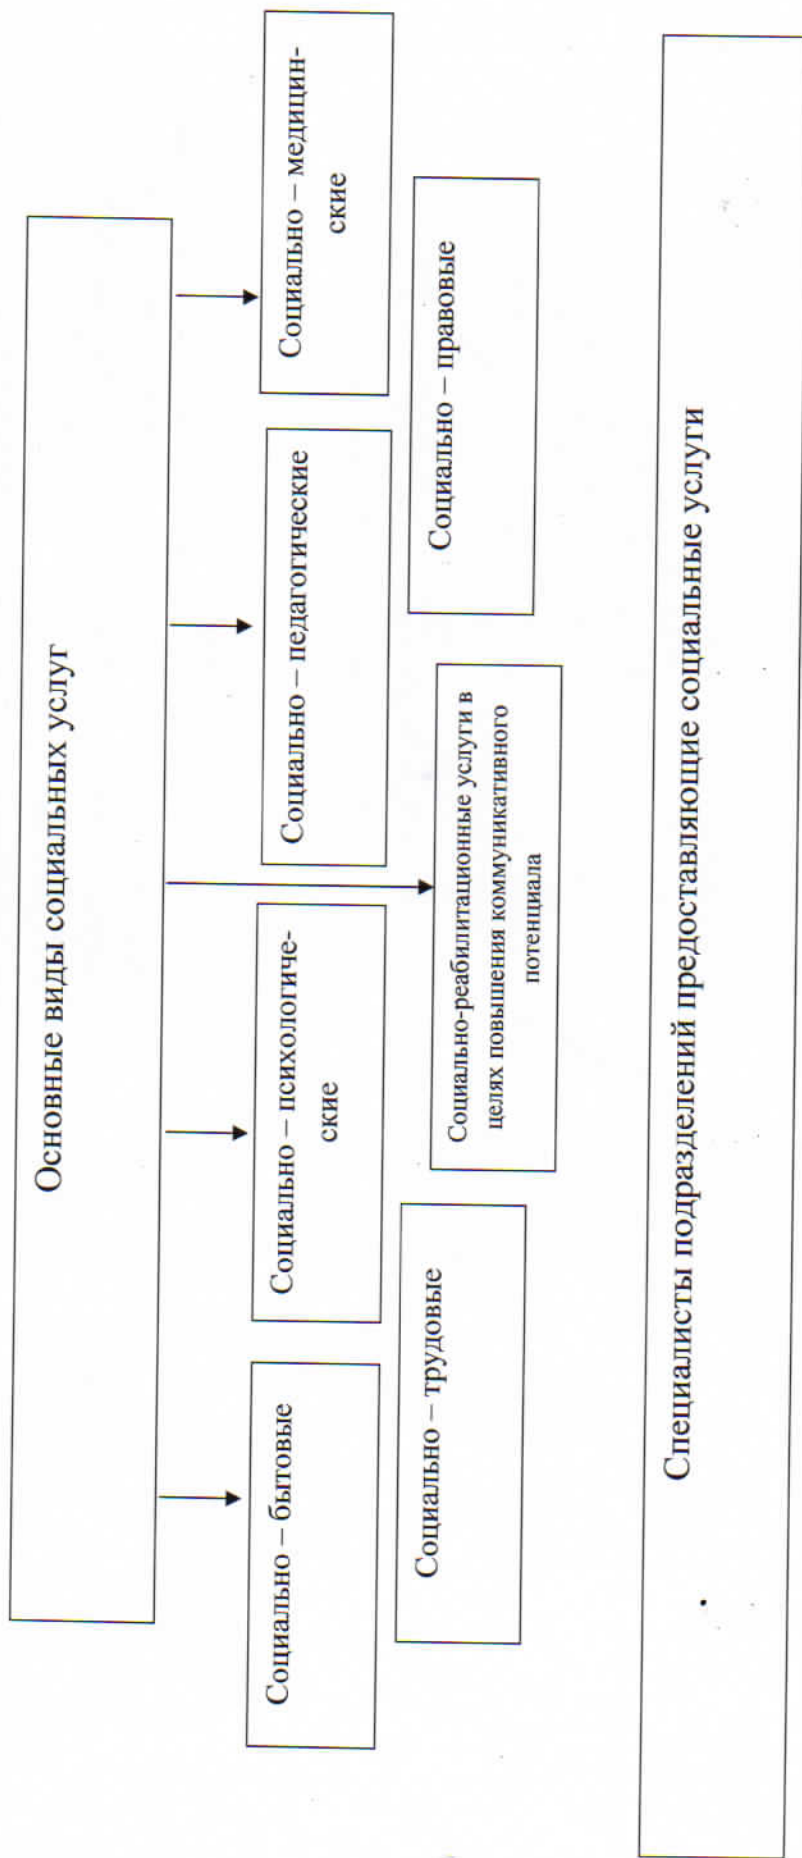 Основные виды социальных услуг
Социально – бытовые
Социально – психологиче-
ские
Социально – педагогические
Социально – медицин-
ские
Социально – трудовые
Социально-реабилитационные услуги в
целях повышения коммуникативного
потенциала
Социально – правовые
Специалисты подразделений предоставляющие социальные услуги